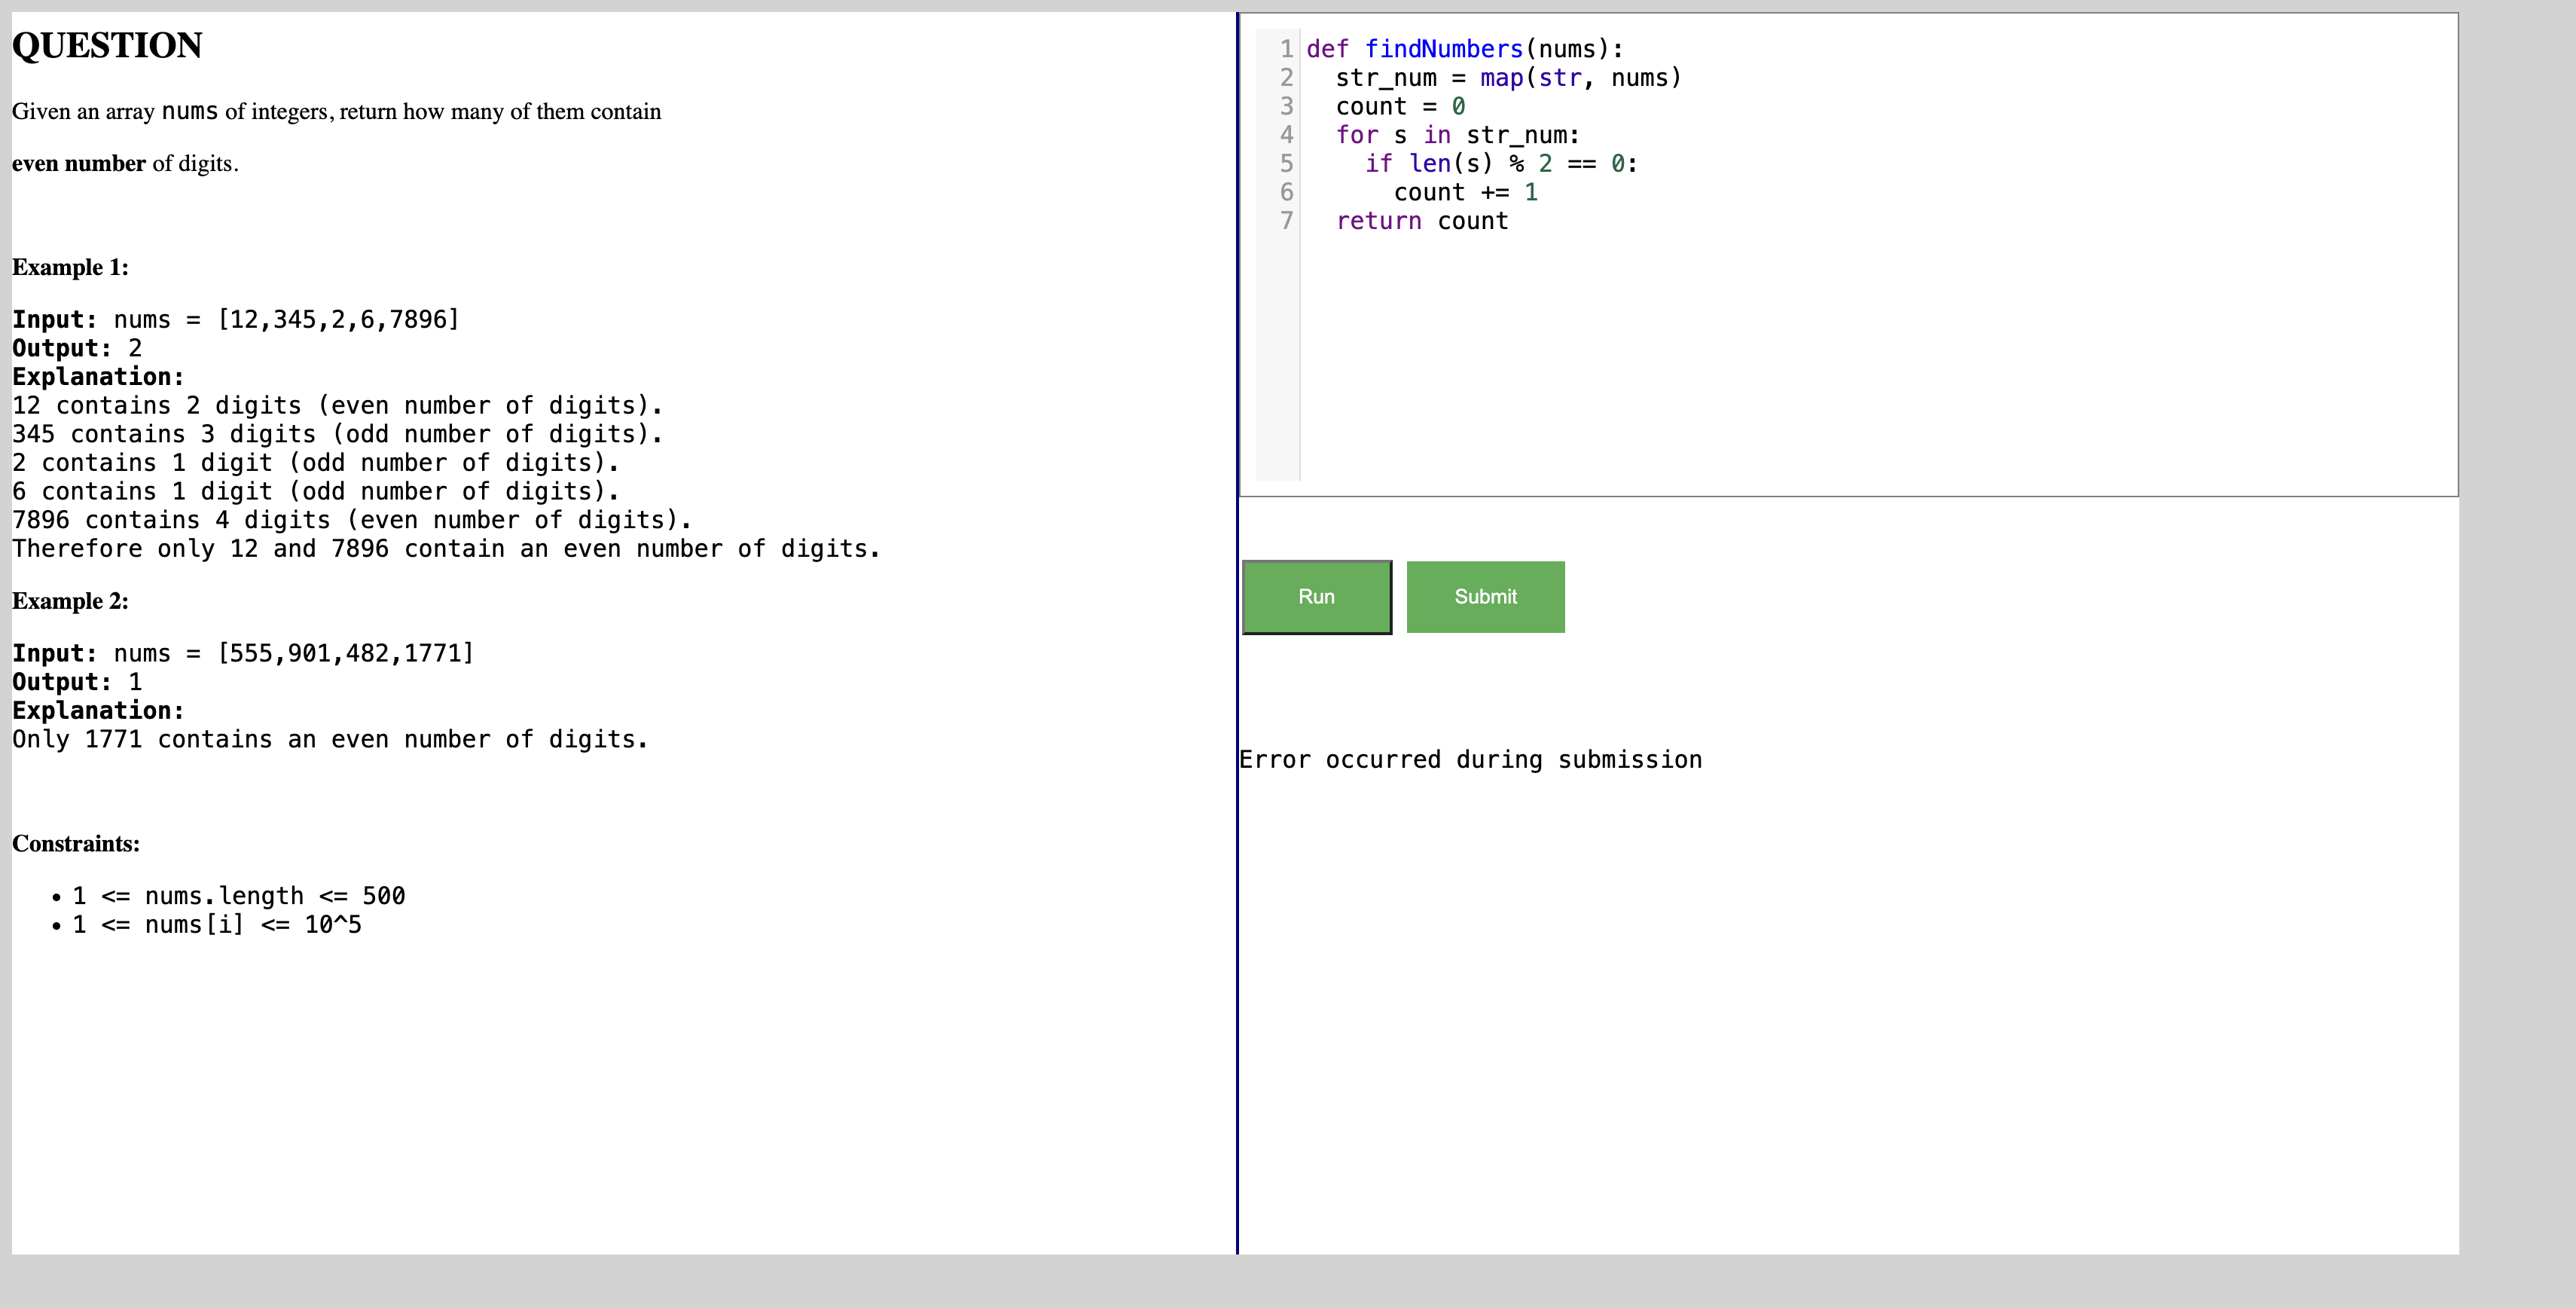 QUESTION
Given an array nums of integers, return how many of them contain
even number of digits.
Example 1:
Input: nums = [12,345,2,6,7896]
Output: 2
Explanation:
12 contains 2 digits (even number of digits).
345 contains 3 digits (odd number of digits).
2 contains 1 digit (odd number of digits).
6 contains 1 digit (odd number of digits).
7896 contains 4 digits (even number of digits).
Therefore only 12 and 7896 contain an even number of digits.
Example 2:
Input: nums = [555,901,482,1771]
Output: 1
Explanation:
Only 1771 contains an even number of digits.
Constraints:
• 1 <= nums.length <= 500
• 1 <= nums[i] <= 10^5
1 def findNumbers(nums):
2   str_num = map(str, nums)
3   count = 0
4   for s in str_num:
5     if len(s) % 2 == 0:
6       count += 1
7   return count
Run Submit
Error occurred during submission